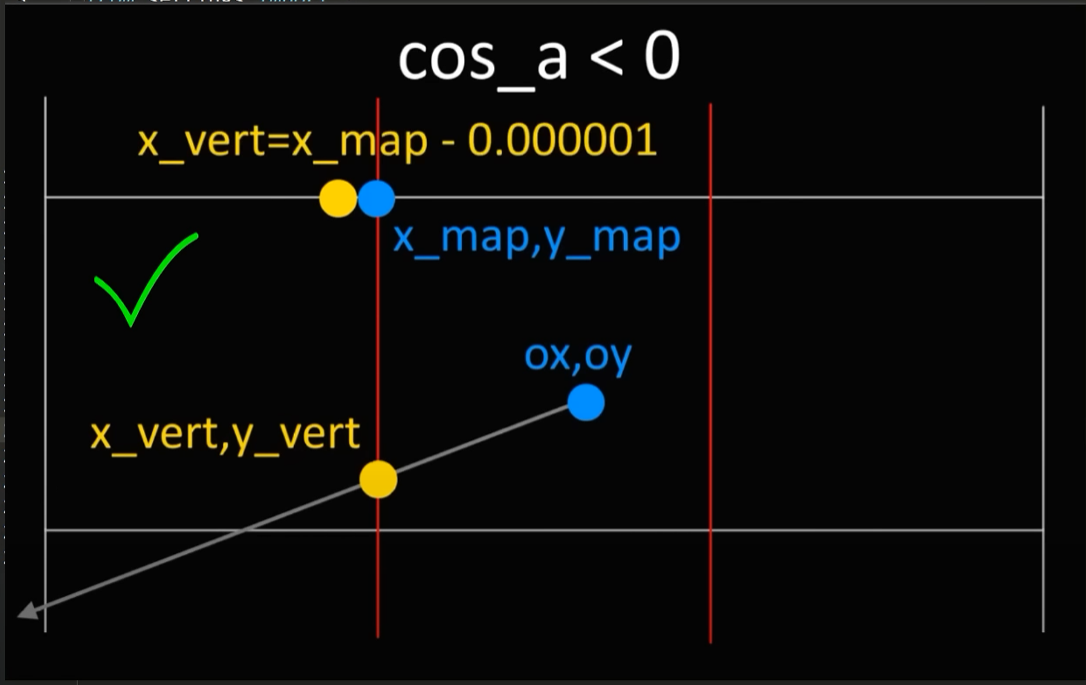 cos_a < 0
x_vert=x_map - 0.000001
x_map,y_map
ox,oy
x_vert,y_vert